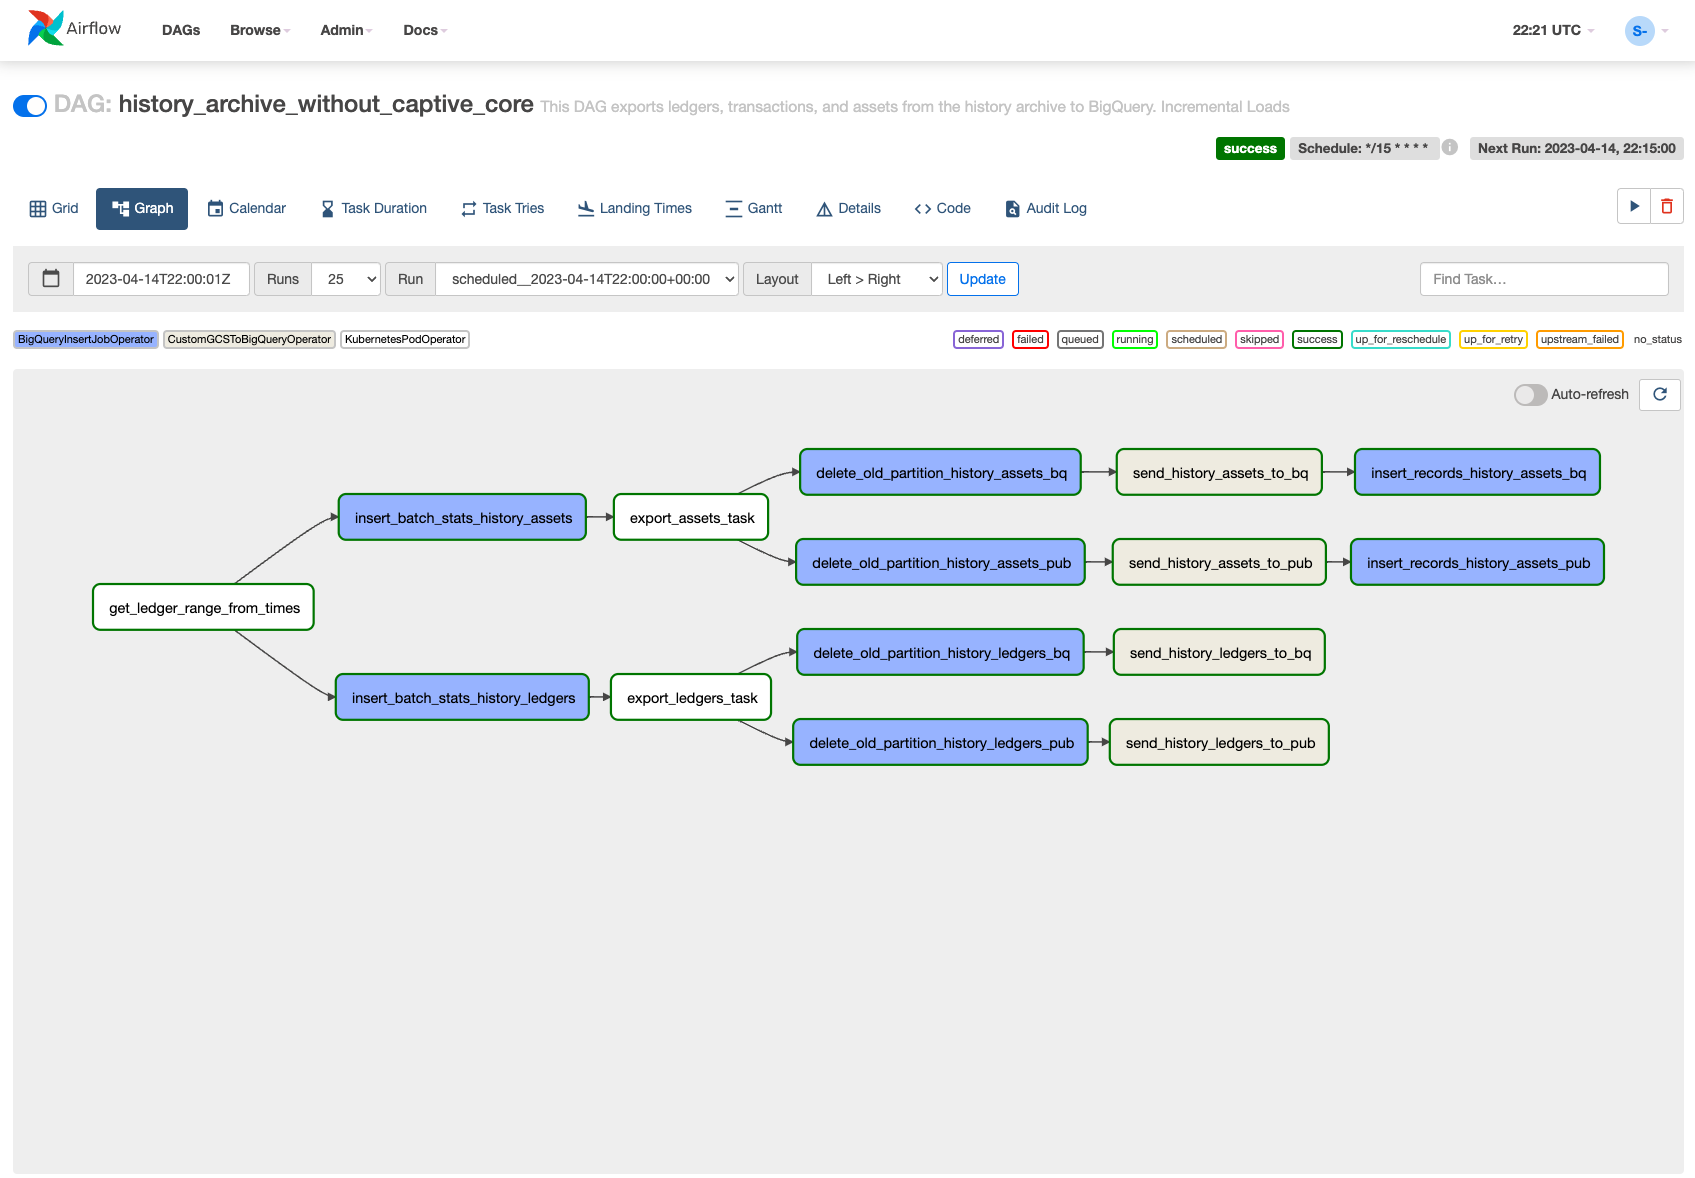 Airflow DAGs Browse Admin Docs 22:21 UTC S-
DAG: history_archive_without_captive_core This DAG exports ledgers, transactions, and assets from the history archive to BigQuery. Incremental Loads
success Schedule: */15 * * * * i Next Run: 2023-04-14, 22:15:00
Grid Graph Calendar Task Duration Task Tries Landing Times Gantt Details Code Audit Log
2023-04-14T22:00:01Z Runs 25 Run scheduled__2023-04-14T22:00:00+00:00 Layout Left > Right Update Find Task...
BigQueryInsertJobOperator CustomGCSToBigQueryOperator KubernetesPodOperator deferred failed queued running scheduled skipped success up_for_reschedule up_for_retry upstream_failed no_status
Auto-refresh
delete_old_partition_history_assets_bq send_history_assets_to_bq insert_records_history_assets_bq
insert_batch_stats_history_assets export_assets_task
delete_old_partition_history_assets_pub send_history_assets_to_pub insert_records_history_assets_pub
get_ledger_range_from_times
delete_old_partition_history_ledgers_bq send_history_ledgers_to_bq
insert_batch_stats_history_ledgers export_ledgers_task
delete_old_partition_history_ledgers_pub send_history_ledgers_to_pub